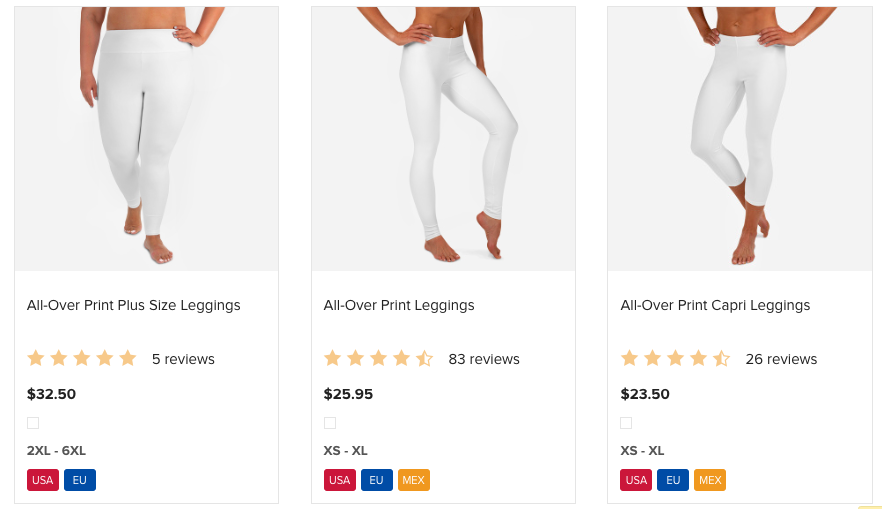 All-Over Print Plus Size Leggings
5 reviews
$32.50
2XL - 6XL
USA EU
All-Over Print Leggings
83 reviews
$25.95
XS - XL
USA EU MEX
All-Over Print Capri Leggings
26 reviews
$23.50
XS - XL
USA EU MEX